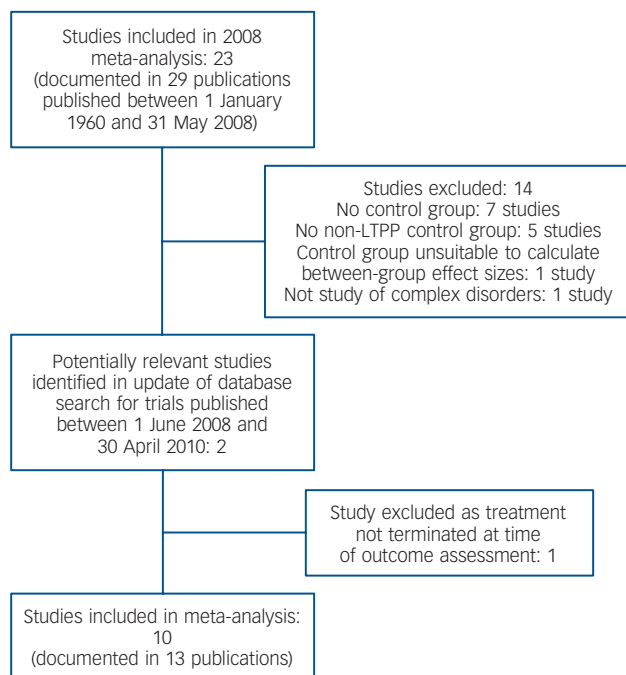 Studies included in 2008
meta-analysis: 23
(documented in 29 publications
published between 1 January
1960 and 31 May 2008)
Studies excluded: 14
No control group: 7 studies
No non-LTPP control group: 5 studies
Control group unsuitable to calculate
between-group effect sizes: 1 study
Not study of complex disorders: 1 study
Potentially relevant studies
identified in update of database
search for trials published
between 1 June 2008 and
30 April 2010: 2
Study excluded as treatment
not terminated at time
of outcome assessment: 1
Studies included in meta-analysis:
10
(documented in 13 publications)